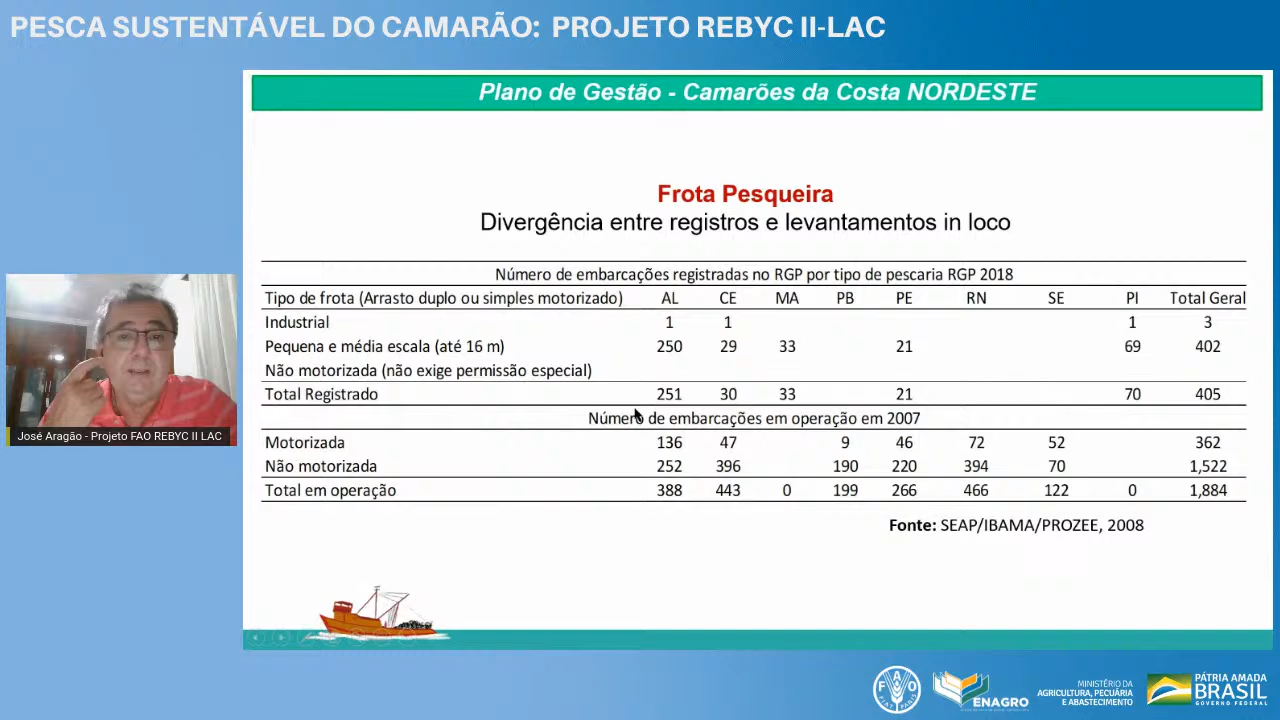 PESCA SUSTENTÁVEL DO CAMARÃO: PROJETO REBYC II-LAC
Plano de Gestão - Camarões da Costa NORDESTE
Frota Pesqueira
Divergência entre registros e levantamentos in loco
Número de embarcações registradas no RGP por tipo de pescaria RGP 2018
Tipo de frota (Arrasto duplo ou simples motorizado) AL CE MA PB PE RN SE PI Total Geral
Industrial 1 1 1 3
Pequena e média escala (até 16 m) 250 29 33 21 69 402
Não motorizada (não exige permissão especial)
Total Registrado 251 30 33 21 70 405
Número de embarcações em operação em 2007
Motorizada 136 47 9 46 72 52 362
Não motorizada 252 396 190 220 394 70 1,522
Total em operação 388 443 0 199 266 466 122 0 1,884
Fonte: SEAP/IBAMA/PROZEE, 2008
José Aragão - Projeto FAO REBYC II LAC
FAO
FIAT PANIS
ENAGRO
MINISTÉRIO DA
AGRICULTURA, PECUÁRIA
E ABASTECIMENTO
PÁTRIA AMADA
BRASIL
GOVERNO FEDERAL